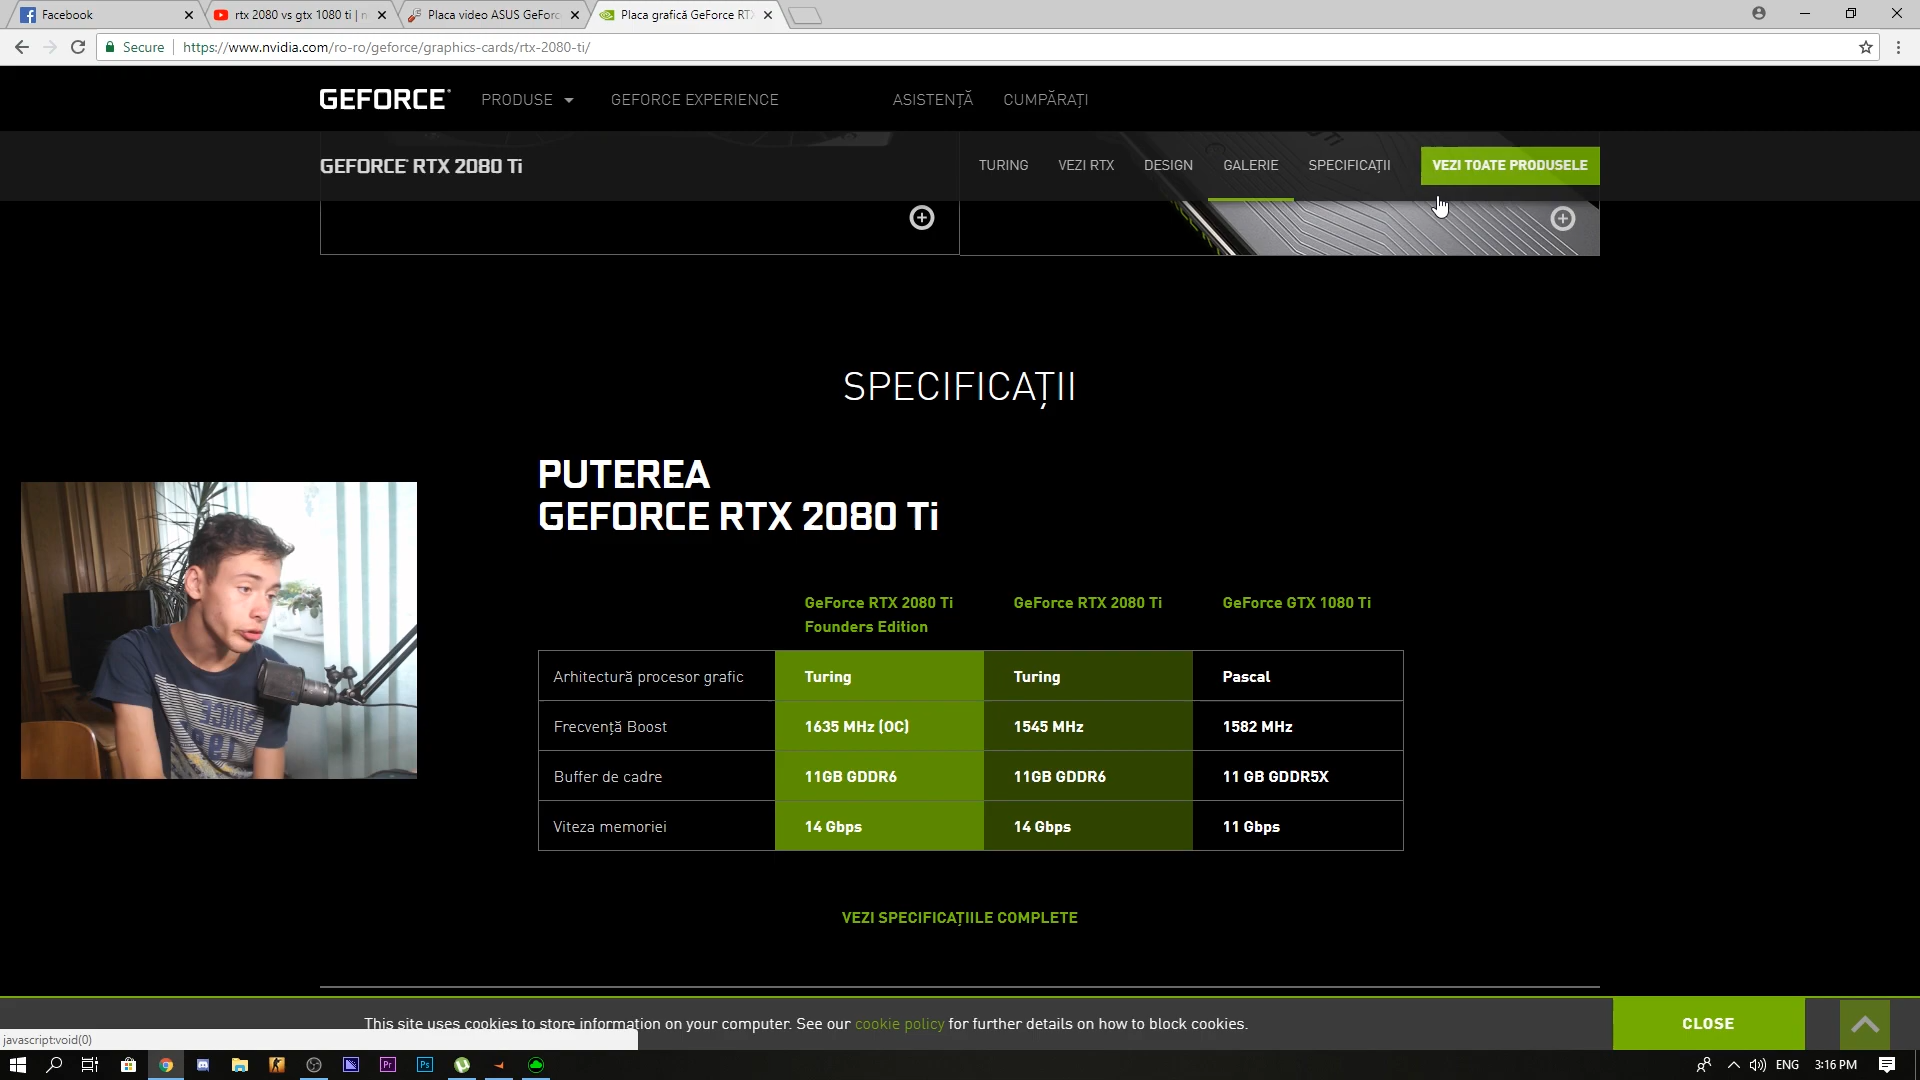 Facebook
rtx 2080 vs gtx 1080 ti | n
Placa video ASUS GeForc
Placa grafică GeForce RT
Secure
https://www.nvidia.com/ro-ro/geforce/graphics-cards/rtx-2080-ti/
GEFORCE
PRODUSE
GEFORCE EXPERIENCE
ASISTENȚĂ
CUMPĂRAȚI
GEFORCE RTX 2080 Ti
TURING
VEZI RTX
DESIGN
GALERIE
SPECIFICAȚII
VEZI TOATE PRODUSELE
SPECIFICAȚII
PUTEREA
GEFORCE RTX 2080 Ti
GeForce RTX 2080 Ti
Founders Edition
GeForce RTX 2080 Ti
GeForce GTX 1080 Ti
Arhitectură procesor grafic
Turing
Turing
Pascal
Frecvență Boost
1635 MHz (OC)
1545 MHz
1582 MHz
Buffer de cadre
11GB GDDR6
11GB GDDR6
11 GB GDDR5X
Viteza memoriei
14 Gbps
14 Gbps
11 Gbps
VEZI SPECIFICAȚIILE COMPLETE
This site uses cookies to store information on your computer. See our cookie policy for further details on how to block cookies.
CLOSE
javascript:void(0)
Pr
Ps
ENG
3:16 PM